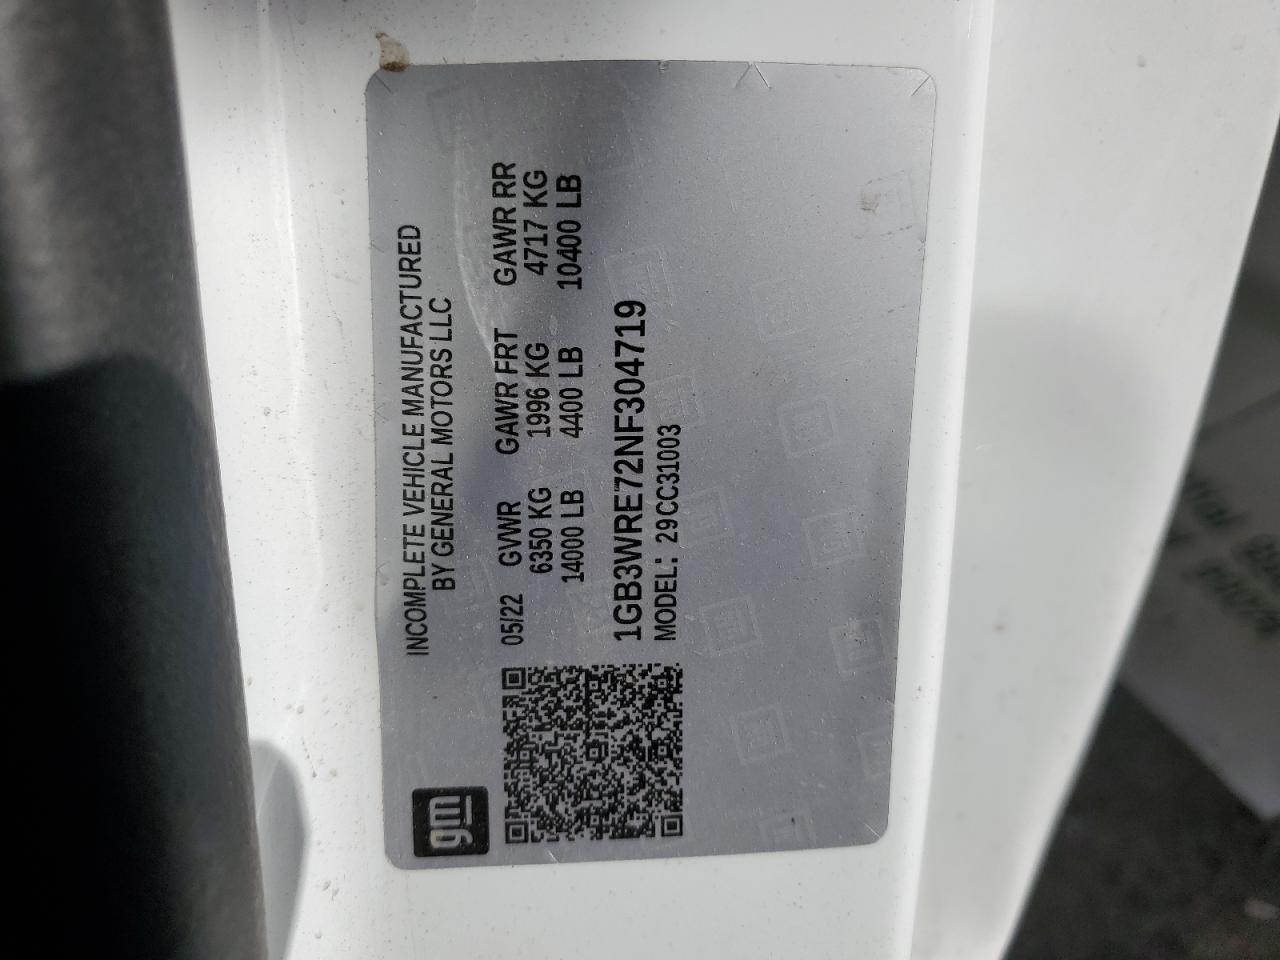 gm
INCOMPLETE VEHICLE MANUFACTURED
BY GENERAL MOTORS LLC
05/22 GVWR GAWR FRT GAWR RR
6350 KG 1996 KG 4717 KG
14000 LB 4400 LB 10400 LB
1GB3WRE72NF304719
MODEL: 29CC31003